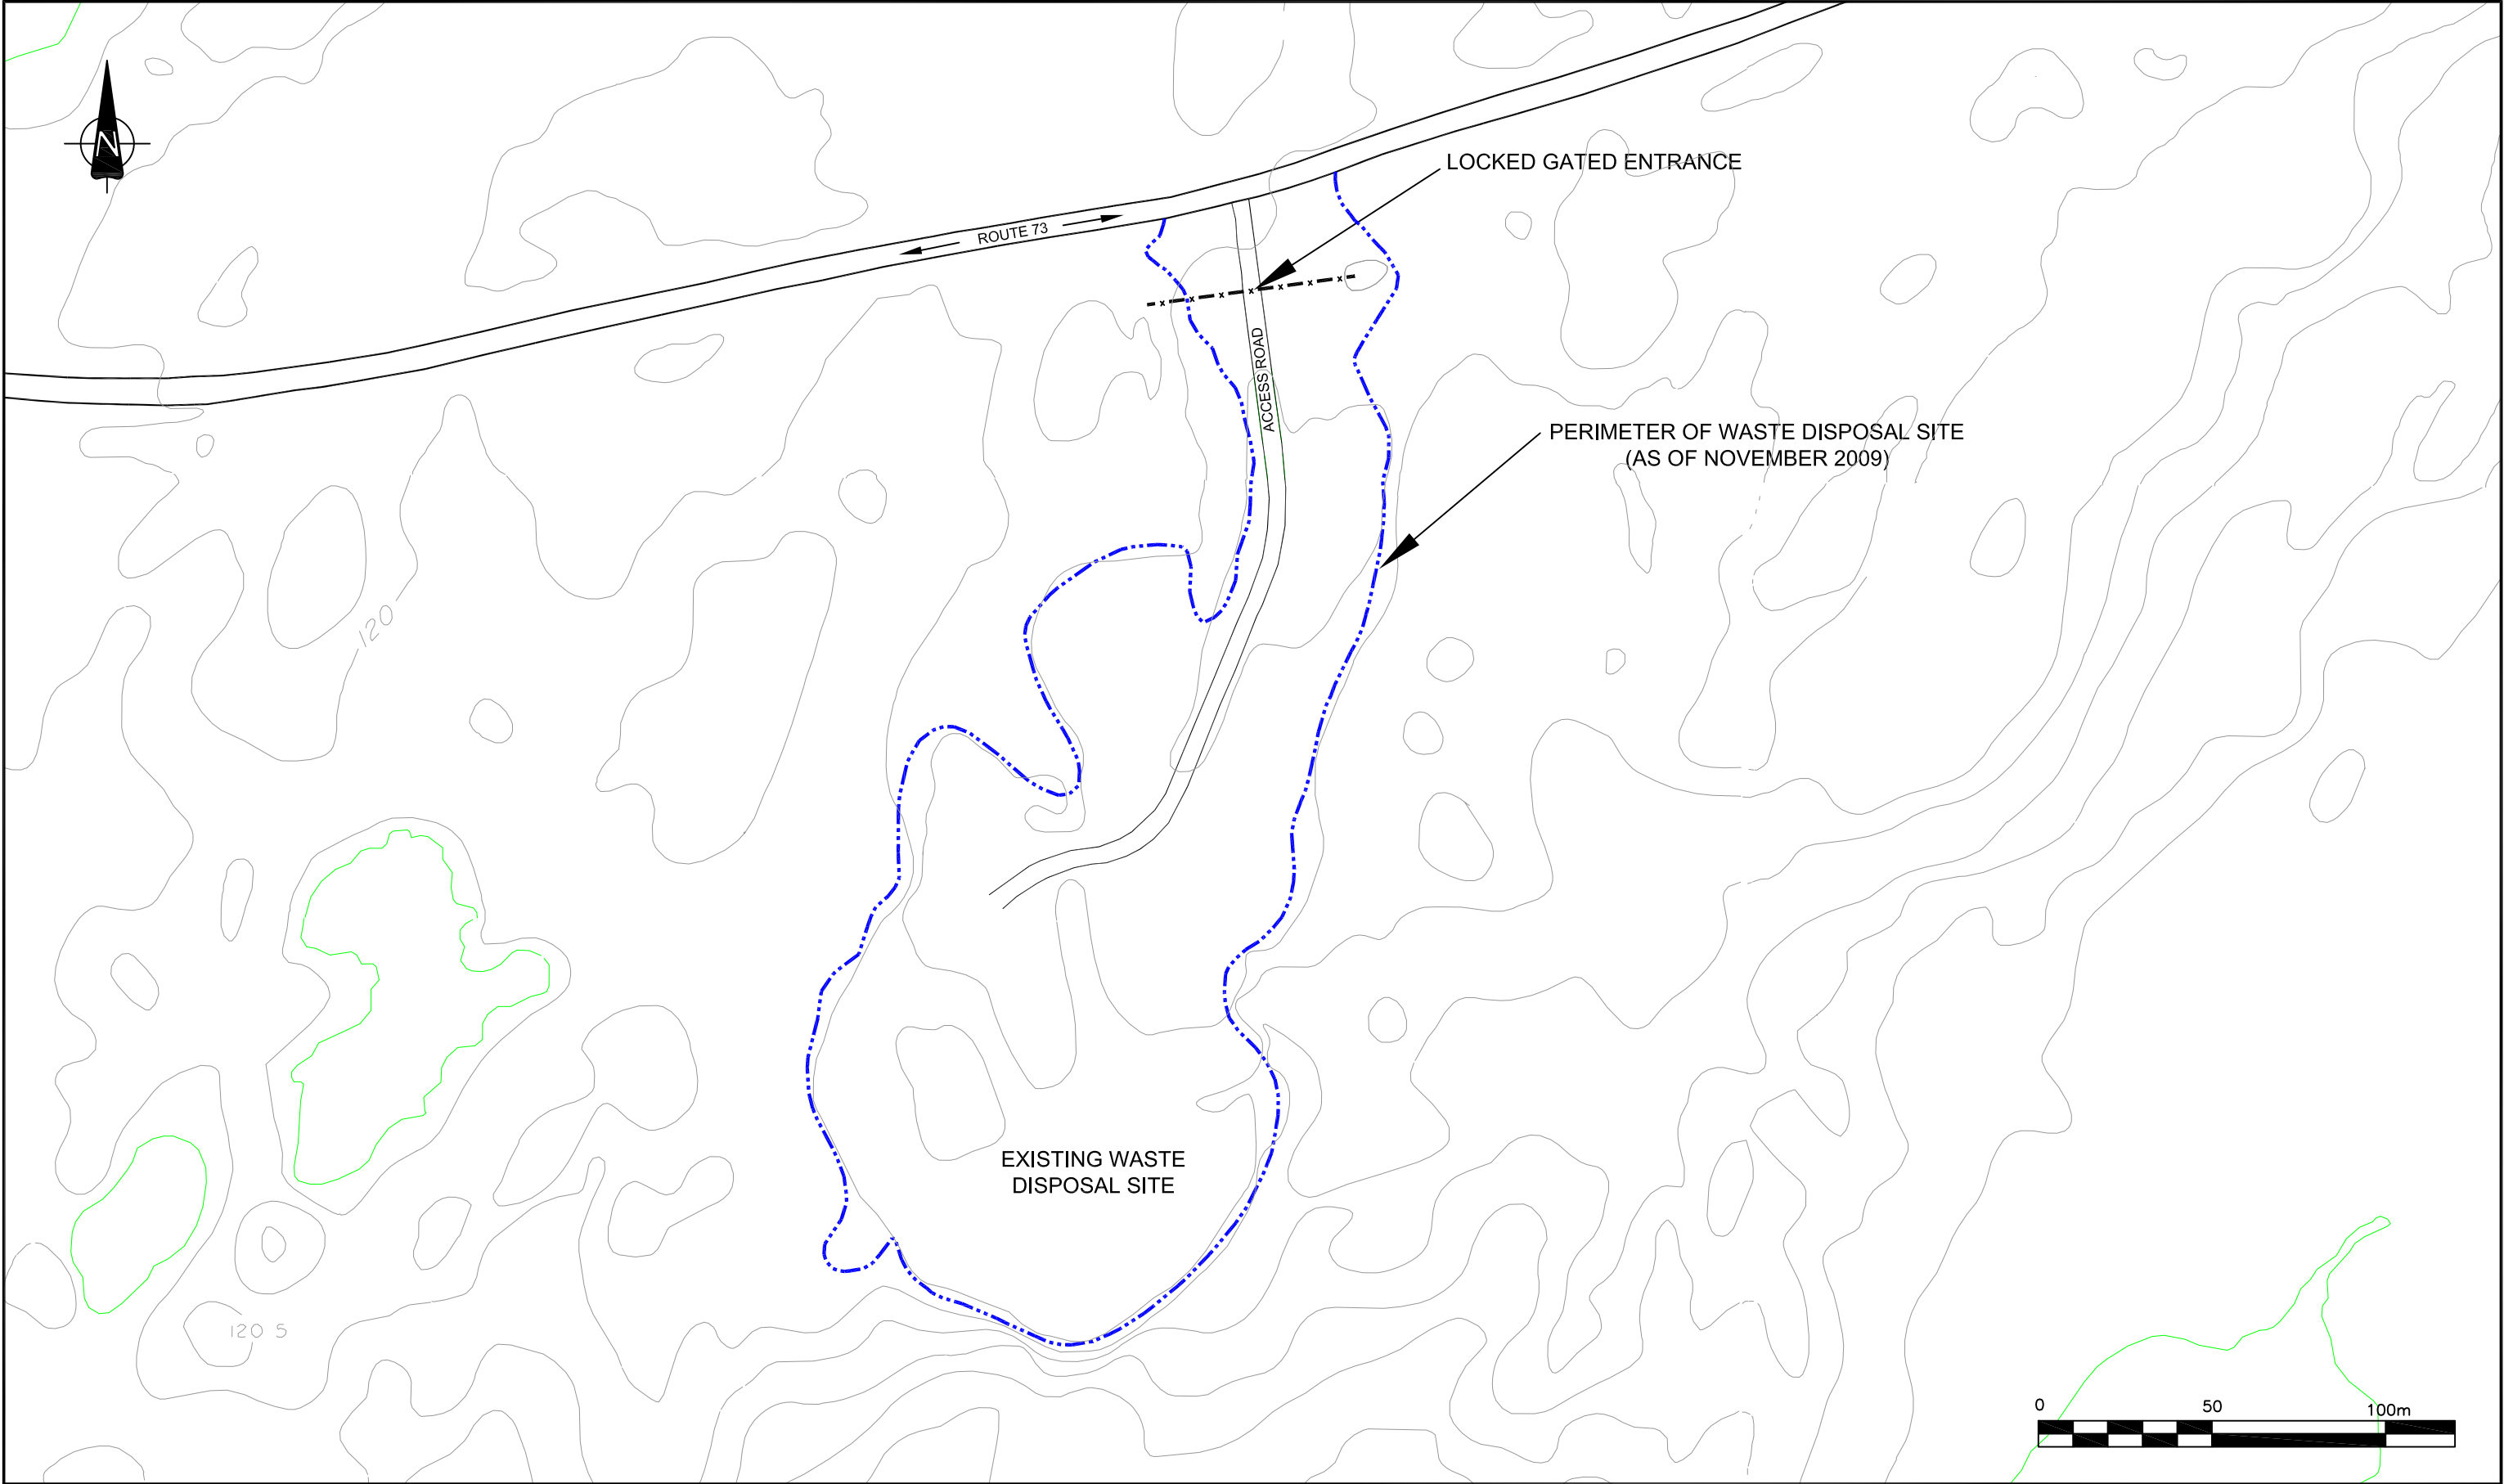 N
LOCKED GATED ENTRANCE
ROUTE 73
ACCESS ROAD
PERIMETER OF WASTE DISPOSAL SITE
(AS OF NOVEMBER 2009)
120
EXISTING WASTE
DISPOSAL SITE
120 5
0 50 100m